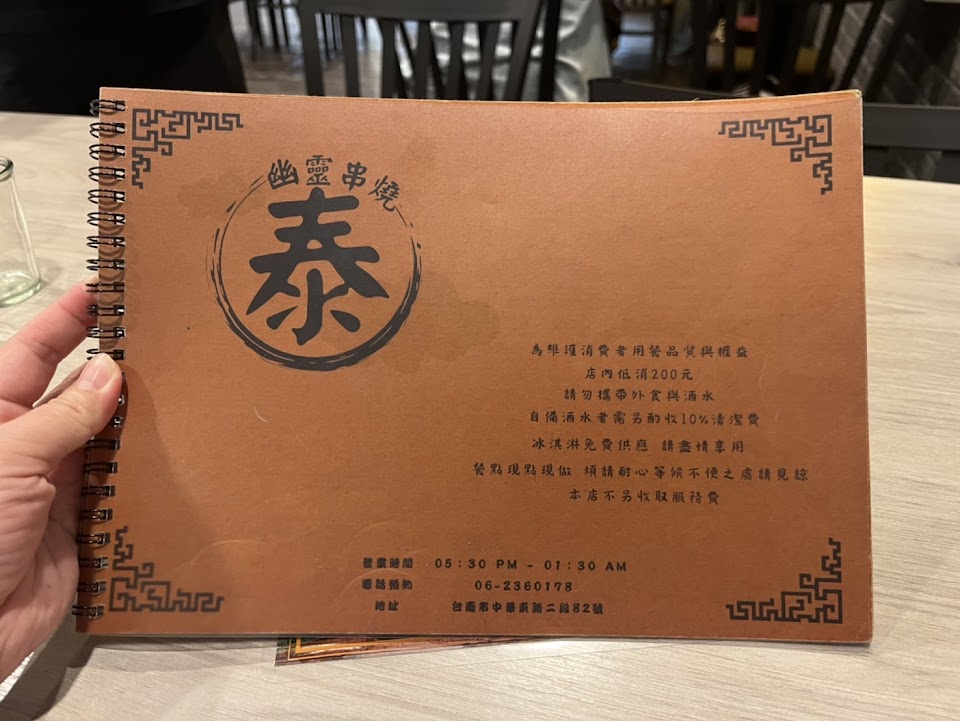 幽靈串燒
泰
為維護消費者用餐品質與權益
店內低消200元
請勿攜帶外食與酒水
自備酒水者需另酌收10%清潔費
冰淇淋免費供應 請盡情享用
餐點現點現做 煩請耐心等候不便之處請見諒
本店不另收取服務費
營業時間 05:30 PM - 01:30 AM
電話預約 06-2360178
地址 台南市中華東路二段82號